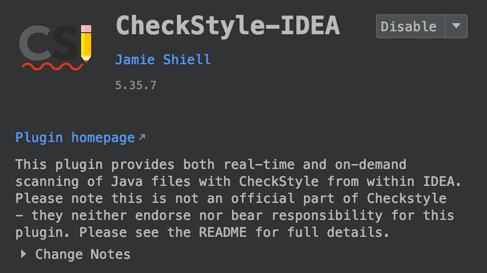 CSi
CheckStyle-IDEA
Disable
Jamie Shiell
5.35.7
Plugin homepage
This plugin provides both real-time and on-demand
scanning of Java files with CheckStyle from within IDEA.
Please note this is not an official part of Checkstyle
- they neither endorse nor bear responsibility for this
plugin. Please see the README for full details.
Change Notes